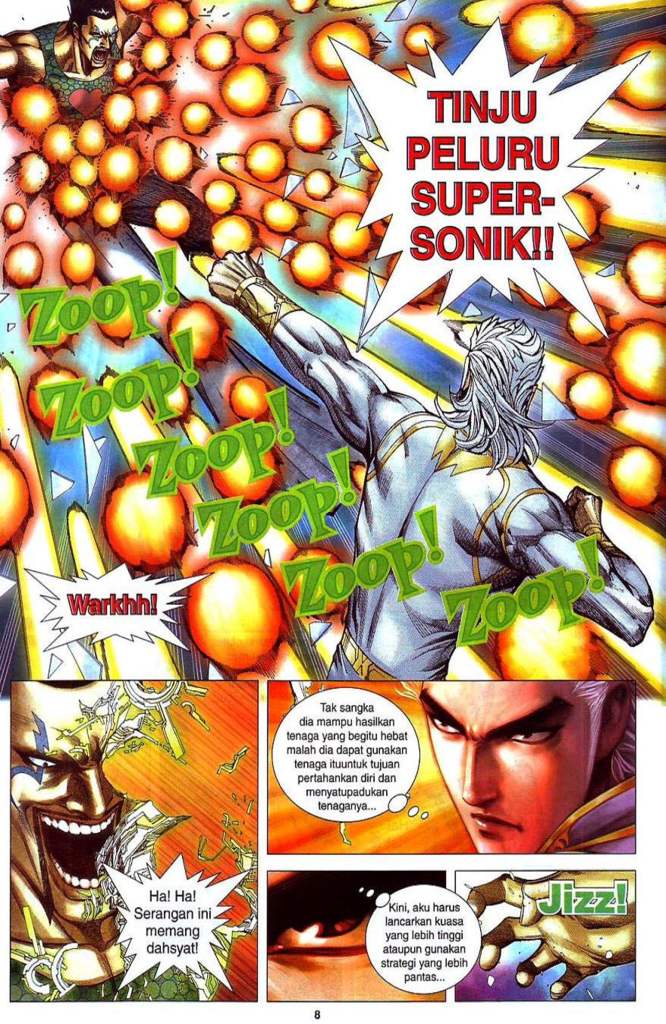 TINJU
PELURU
SUPER-
SONIK!!
Zoop!
Zoop!
Zoop!
Zoop!
Zoop!
Zoop!
Warkhh!
Ha! Ha!
Serangan ini
memang
dahsyat!
Tak sangka
dia mampu hasilkan
tenaga yang begitu hebat
malah dia dapat gunakan
tenaga ituuntuk tujuan
pertahankan diri dan
menyatupadukan
tenaganya...
Kini, aku harus
lancarkan kuasa
yang lebih tinggi
ataupun gunakan
strategi yang lebih
pantas...
Jizz!
8